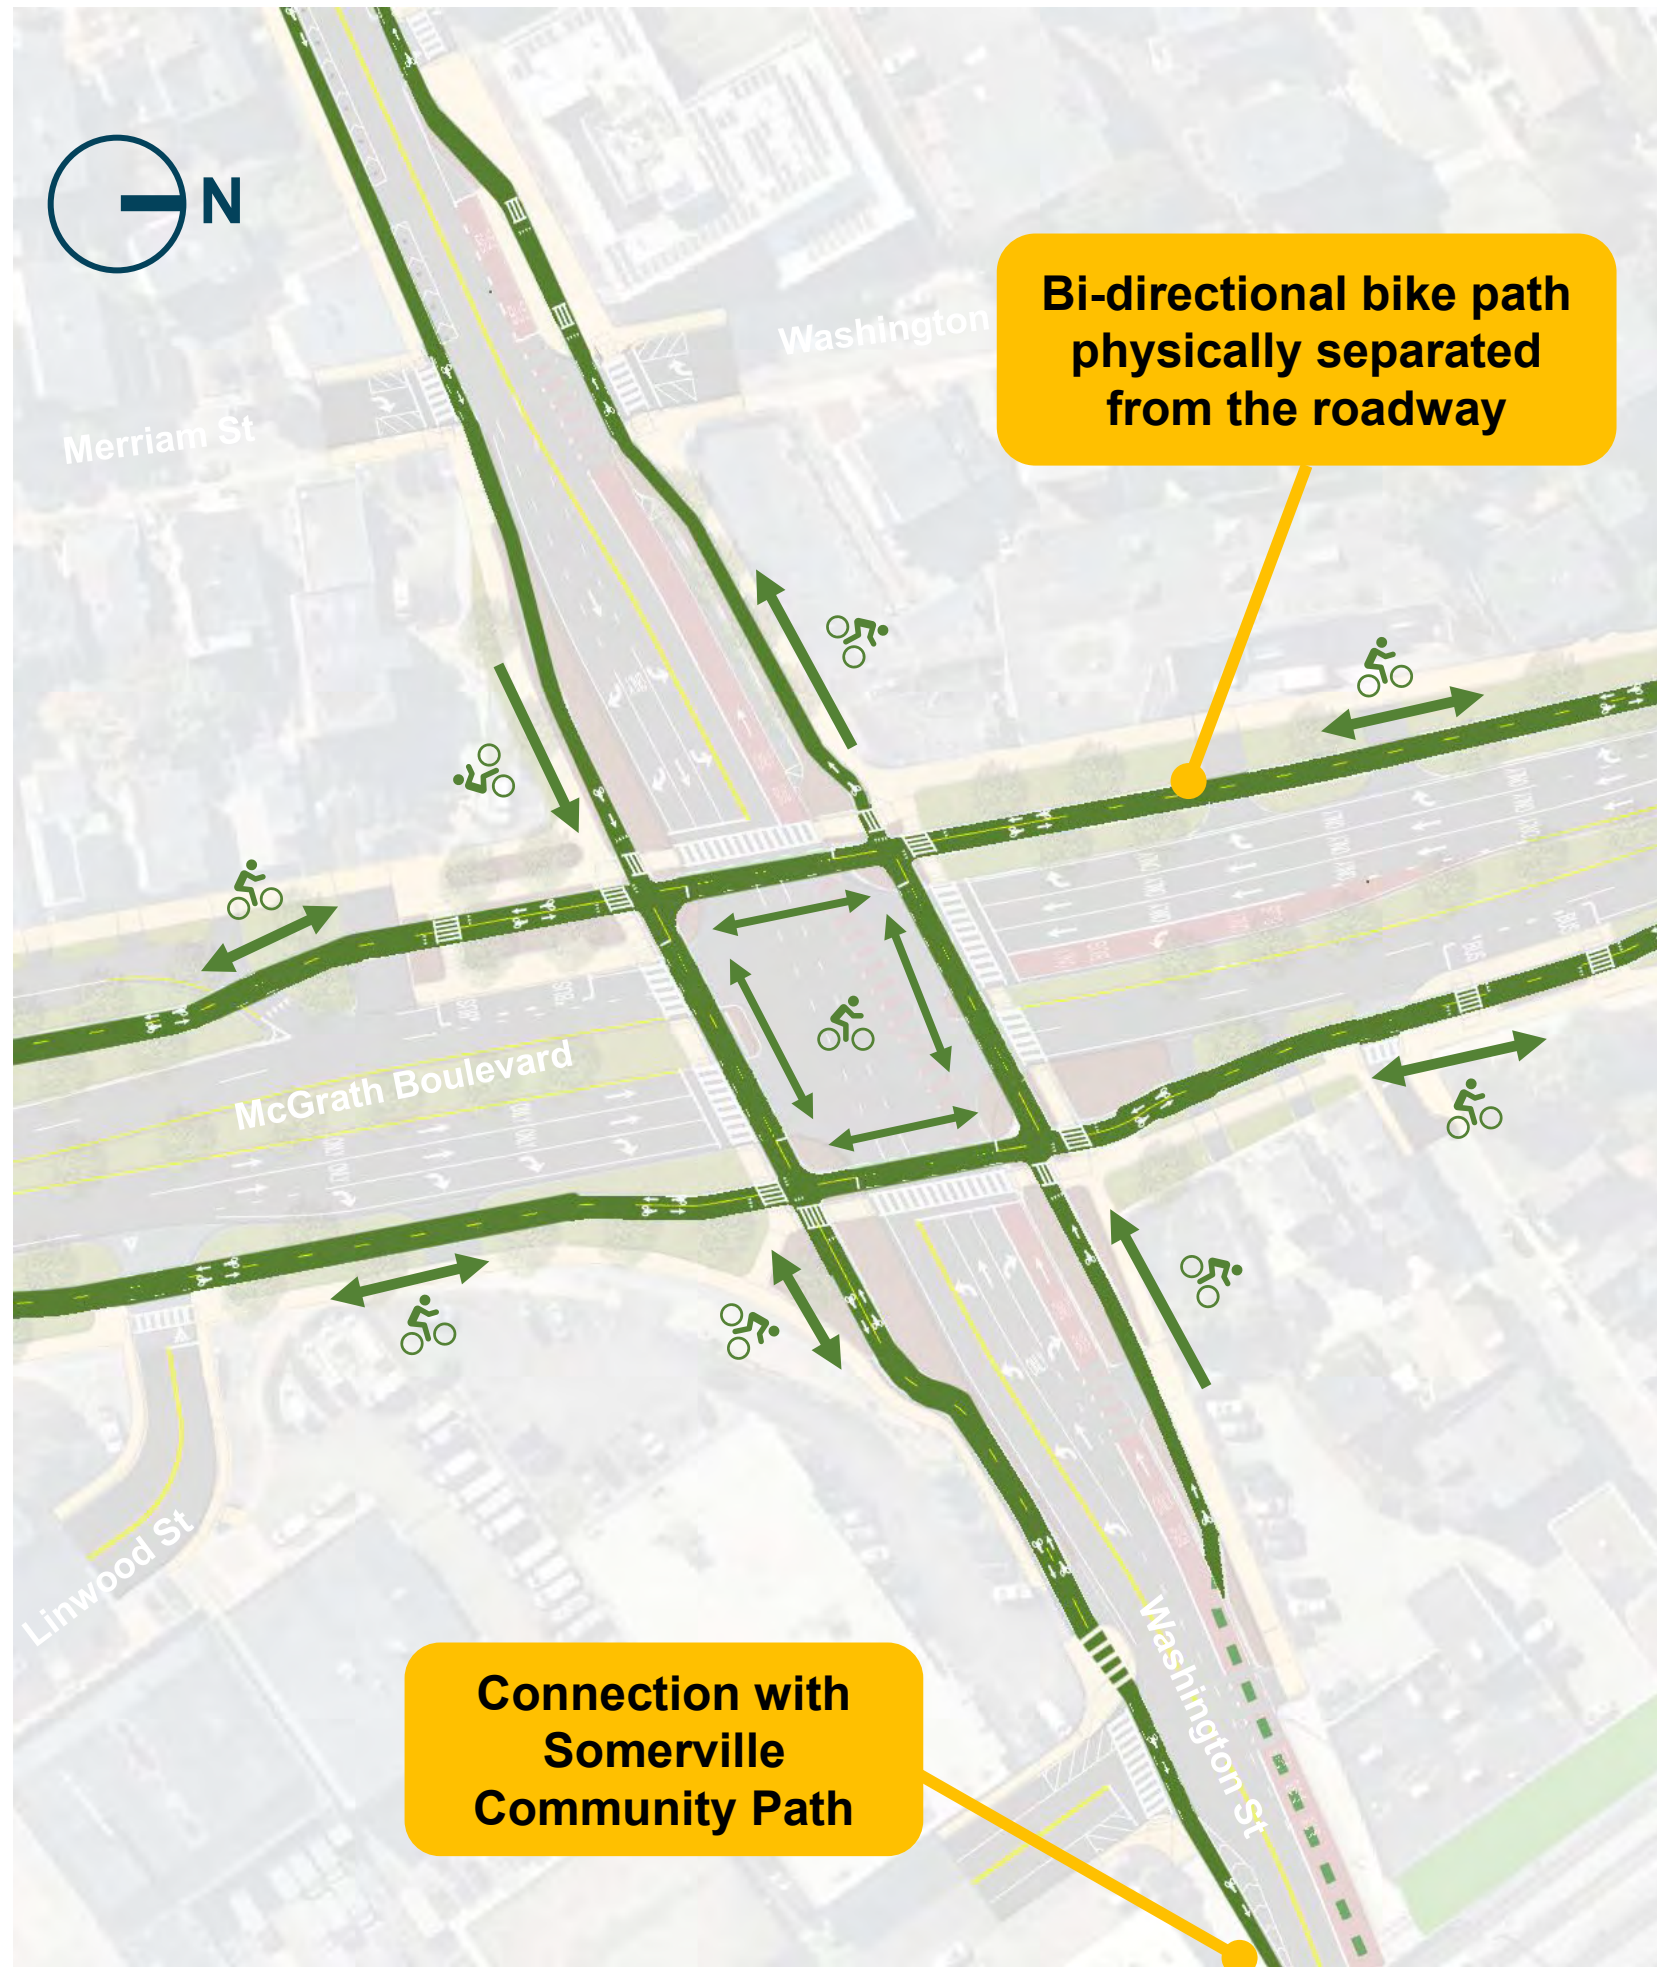 N
Washington
Bi-directional bike path
physically separated
from the roadway
Merriam St
McGrath Boulevard
Linwood St
Washington St
Connection with
Somerville
Community Path